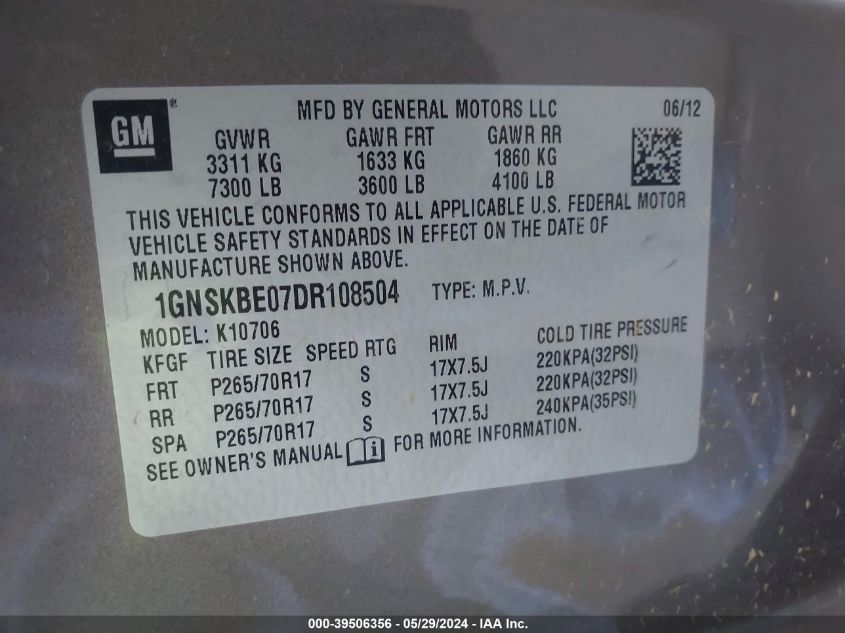 GM® MFD BY GENERAL MOTORS LLC 06/12
GVWR GAWR FRT GAWR RR
3311 KG 1633 KG 1860 KG
7300 LB 3600 LB 4100 LB
THIS VEHICLE CONFORMS TO ALL APPLICABLE U.S. FEDERAL MOTOR
VEHICLE SAFETY STANDARDS IN EFFECT ON THE DATE OF
MANUFACTURE SHOWN ABOVE.
1GNSKBE07DR108504 TYPE: M.P.V.
MODEL: K10706
KFGF TIRE SIZE SPEED RTG RIM COLD TIRE PRESSURE
FRT P265/70R17 S 17X7.5J 220KPA(32PSI)
RR P265/70R17 S 17X7.5J 220KPA(32PSI)
SPA P265/70R17 S 17X7.5J 240KPA(35PSI)
SEE OWNER'S MANUAL i FOR MORE INFORMATION.
000-39506356 - 05/29/2024 - IAA Inc.